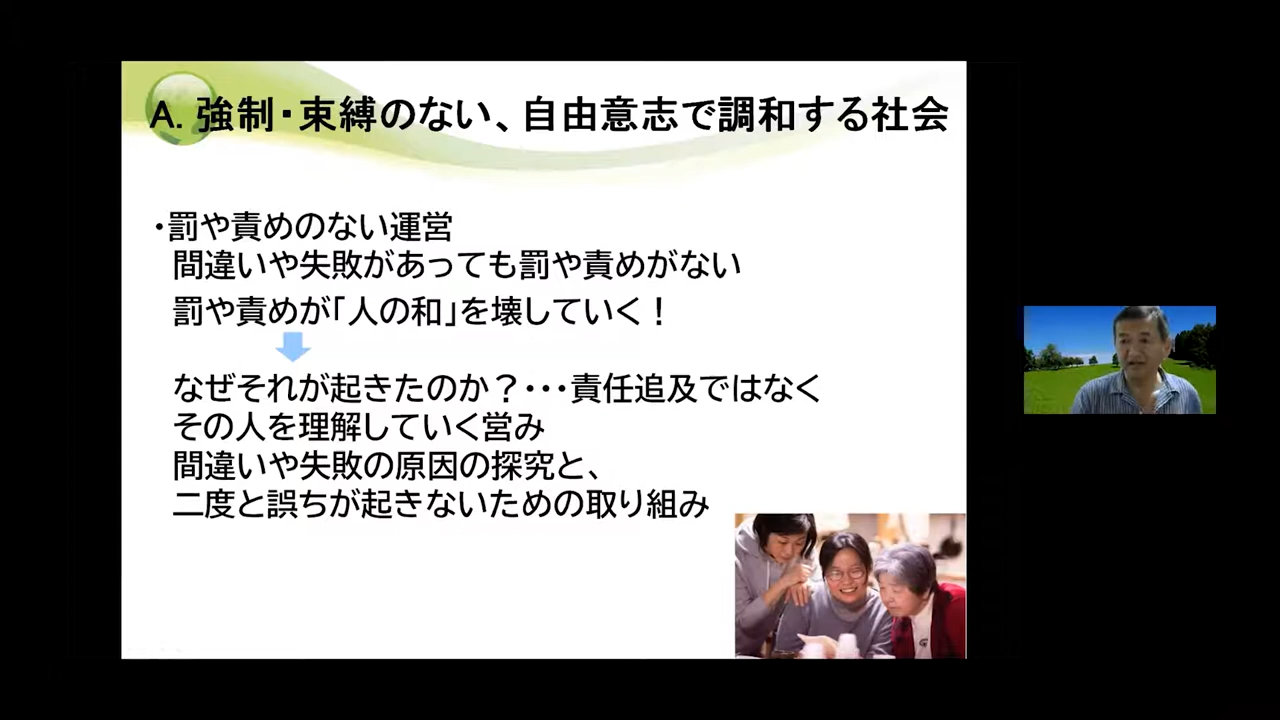 A. 強制・束縛のない、自由意志で調和する社会
・罰や責めのない運営
間違いや失敗があっても罰や責めがない
罰や責めが「人の和」を壊していく！
なぜそれが起きたのか？・・・責任追及ではなく
その人を理解していく営み
間違いや失敗の原因の探究と、
二度と誤ちが起きないための取り組み